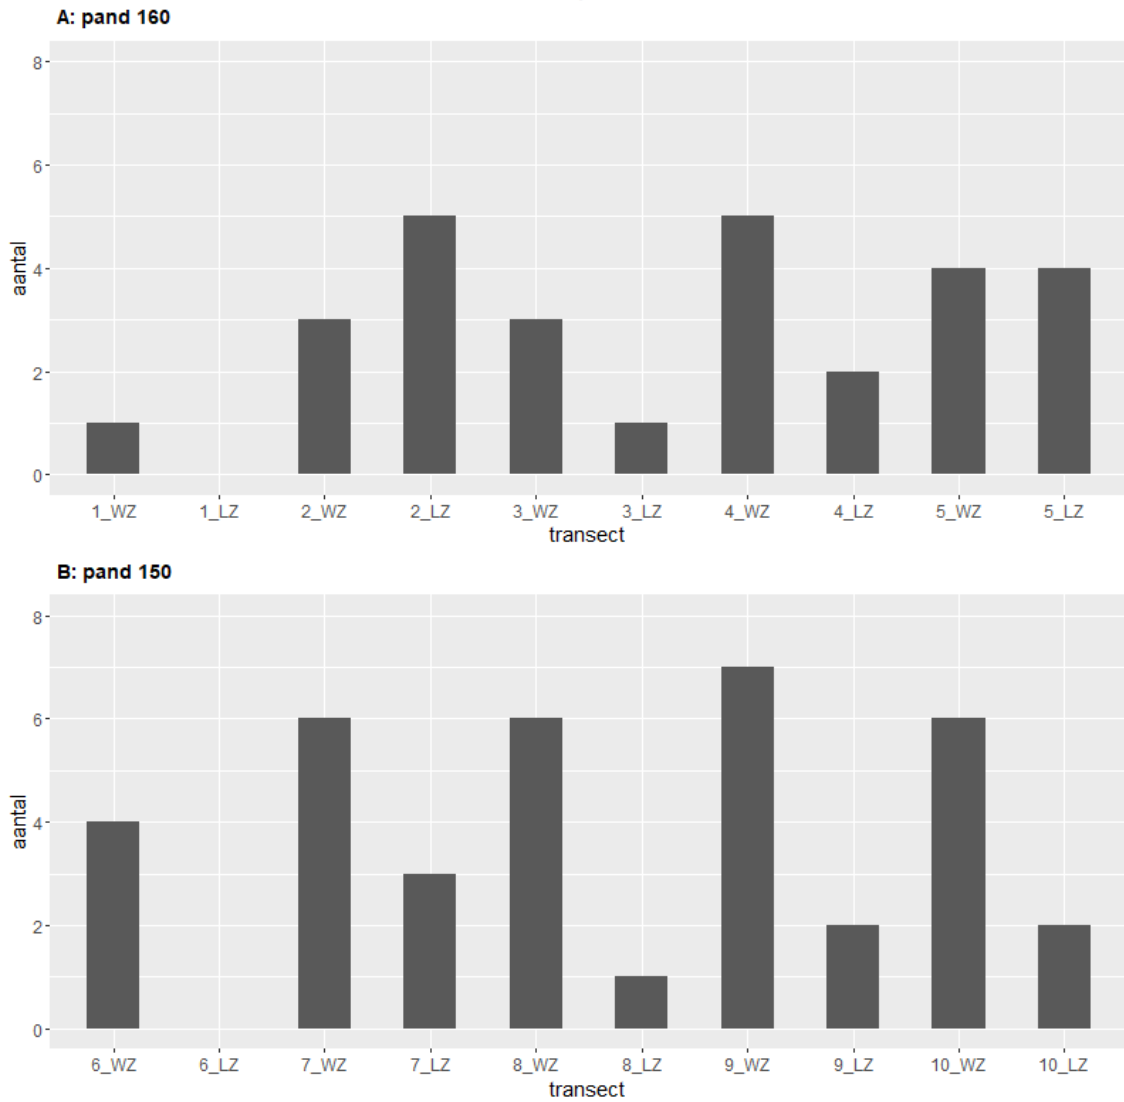 A: pand 160
8
6
4
2
0
aantal
1_WZ 1_LZ 2_WZ 2_LZ 3_WZ 3_LZ 4_WZ 4_LZ 5_WZ 5_LZ
transect
B: pand 150
8
6
4
2
0
aantal
6_WZ 6_LZ 7_WZ 7_LZ 8_WZ 8_LZ 9_WZ 9_LZ 10_WZ 10_LZ
transect